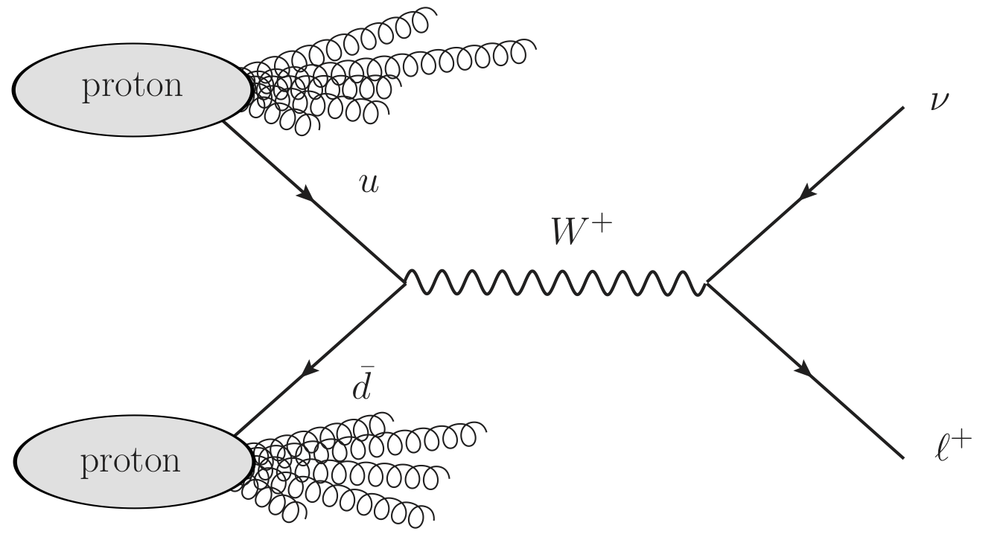 proton
ν
u
W⁺
d̄
proton
ℓ⁺